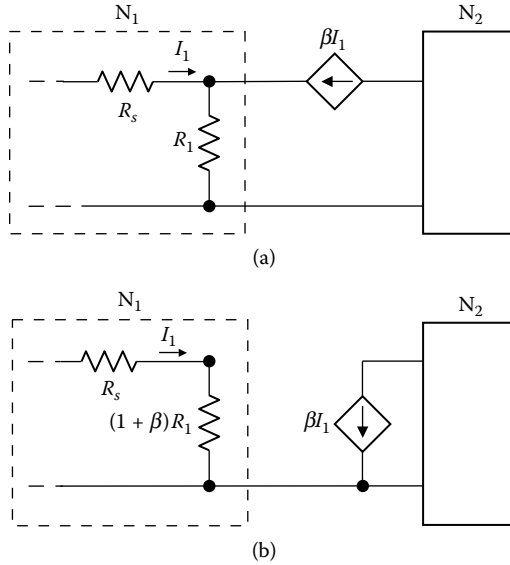 N₁
N₂
I₁
βI₁
Rₛ
R₁
(a)
N₁
N₂
I₁
Rₛ
(1 + β)R₁
βI₁
(b)